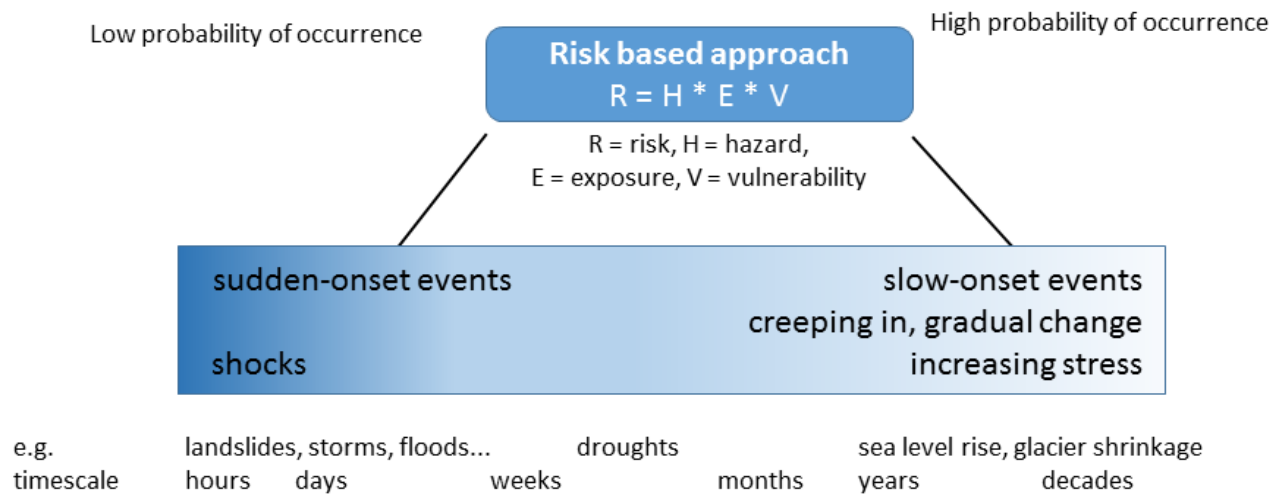 Low probability of occurrence
High probability of occurrence
Risk based approach
R = H * E * V
R = risk, H = hazard,
E = exposure, V = vulnerability
sudden-onset events
slow-onset events
creeping in, gradual change
shocks
increasing stress
e.g. landslides, storms, floods... droughts sea level rise, glacier shrinkage
timescale hours days weeks months years decades